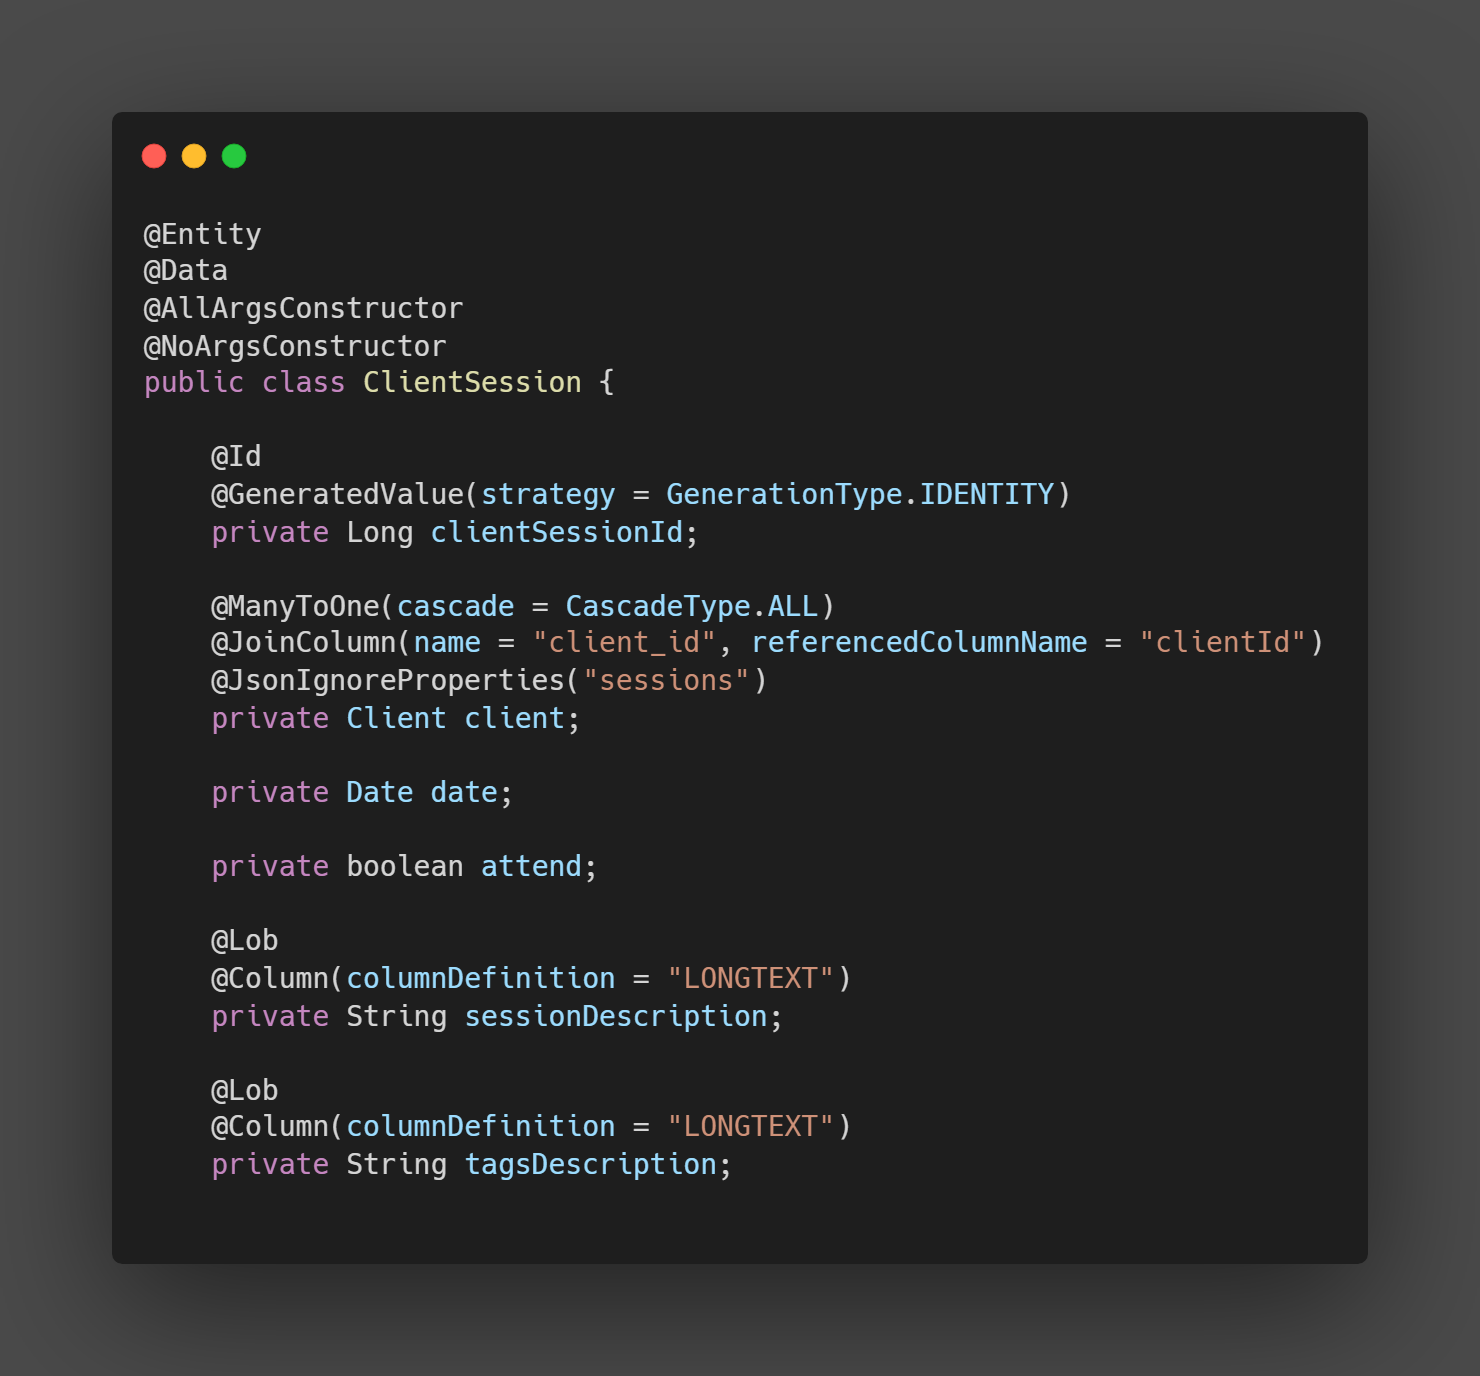 @Entity
@Data
@AllArgsConstructor
@NoArgsConstructor
public class ClientSession {
@Id
@GeneratedValue(strategy = GenerationType.IDENTITY)
private Long clientSessionId;
@ManyToOne(cascade = CascadeType.ALL)
@JoinColumn(name = "client_id", referencedColumnName = "clientId")
@JsonIgnoreProperties("sessions")
private Client client;
private Date date;
private boolean attend;
@Lob
@Column(columnDefinition = "LONGTEXT")
private String sessionDescription;
@Lob
@Column(columnDefinition = "LONGTEXT")
private String tagsDescription;